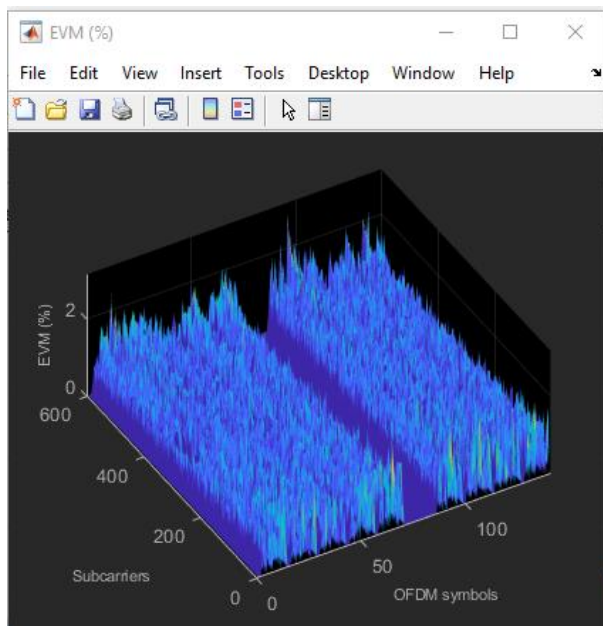 EVM (%)
File Edit View Insert Tools Desktop Window Help
EVM (%)
2
0
600
400
200
0
Subcarriers
0
50
100
OFDM symbols